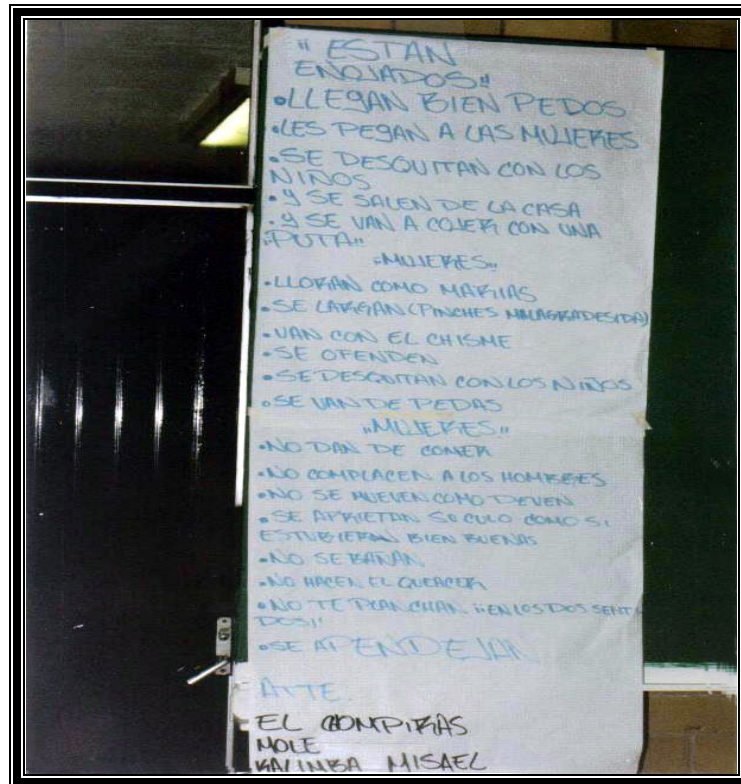 " ESTAN
ENOJADOS"
•LLEGAN BIEN PEDOS
•LES PEGAN A LAS MUJERES
•SE DESQUITAN CON LOS
NIÑOS
• Y SE SALEN DE LA CASA
• Y SE VAN A COJER CON UNA
"PUTA"
"MUJERES"
•LLORAN COMO MARIAS
•SE LARGAN (PINCHES MALAGRADESIDA)
•VAN CON EL CHISME
•SE OFENDEN
•SE DESQUITAN CON LOS NIÑOS
•SE VAN DE PEDAS
"MUJERES"
•NO DAN DE COMER
•NO COMPLACEN A LOS HOMBRES
•NO SE MUEVEN COMO DEVEN
•SE APRIETAN SU CULO COMO SI
ESTUBIERAN BIEN BUENAS
•NO SE BAÑAN
•NO HACEN EL QUEACER
•NO TE PLANCHAN ¡¡EN LOS DOS SENTI
DOS!!
•SE APENDEJAN
ATTE.
EL COMPIRAS
MOLE
KALIMBA MISAEL